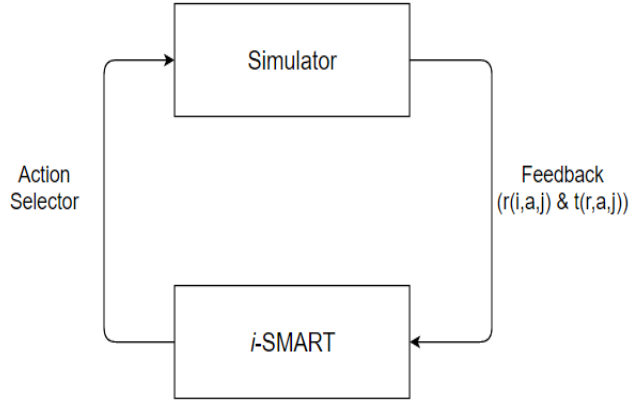 Simulator
Action
Selector
Feedback
(r(i,a,j) & t(r,a,j))
i-SMART